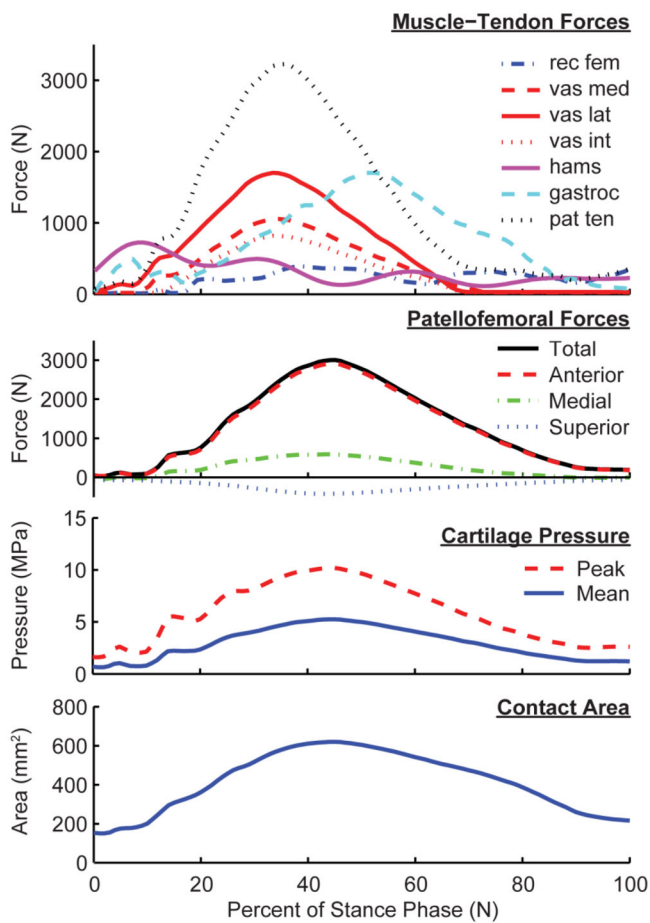 Muscle−Tendon Forces
rec fem
vas med
vas lat
vas int
hams
gastroc
pat ten
Force (N)
3000
2000
1000
0
Patellofemoral Forces
Total
Anterior
Medial
Superior
Force (N)
3000
2000
1000
0
Cartilage Pressure
Peak
Mean
Pressure (MPa)
15
10
5
0
Contact Area
Area (mm²)
800
600
400
200
0
0 20 40 60 80 100
Percent of Stance Phase (N)